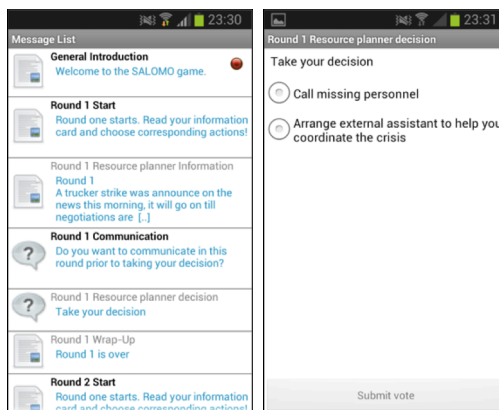 23:30
Message List
General Introduction
Welcome to the SALOMO game.
Round 1 Start
Round one starts. Read your information
card and choose corresponding actions!
Round 1 Resource planner Information
Round 1
A trucker strike was announce on the
news this morning, it will go on till
negotiations are [..]
Round 1 Communication
Do you want to communicate in this
round prior to taking your decision?
?
Round 1 Resource planner decision
Take your decision
?
Round 1 Wrap-Up
Round 1 is over
Round 2 Start
Round one starts. Read your information
card and choose corresponding actions!
23:31
Round 1 Resource planner decision
Take your decision
Call missing personnel
Arrange external assistant to help you
coordinate the crisis
Submit vote